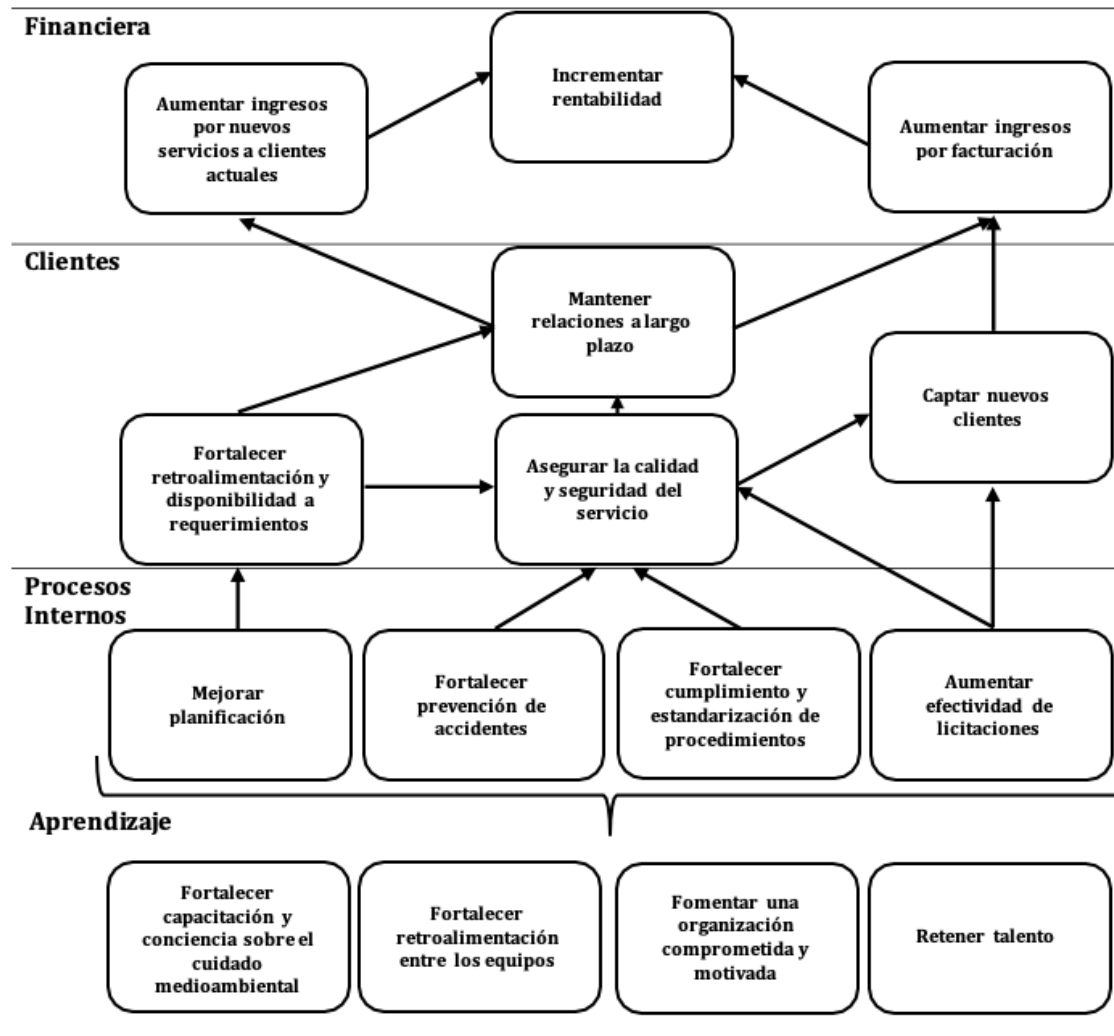 Financiera
Incrementar
rentabilidad
Aumentar ingresos
por nuevos
servicios a clientes
actuales
Aumentar ingresos
por facturación
Clientes
Mantener
relaciones a largo
plazo
Captar nuevos
clientes
Fortalecer
retroalimentación y
disponibilidad a
requerimientos
Asegurar la calidad
y seguridad del
servicio
Procesos
Internos
Mejorar
planificación
Fortalecer
prevención de
accidentes
Fortalecer
cumplimiento y
estandarización de
procedimientos
Aumentar
efectividad de
licitaciones
Aprendizaje
Fortalecer
capacitación y
conciencia sobre el
cuidado
medioambiental
Fortalecer
retroalimentación
entre los equipos
Fomentar una
organización
comprometida y
motivada
Retener talento